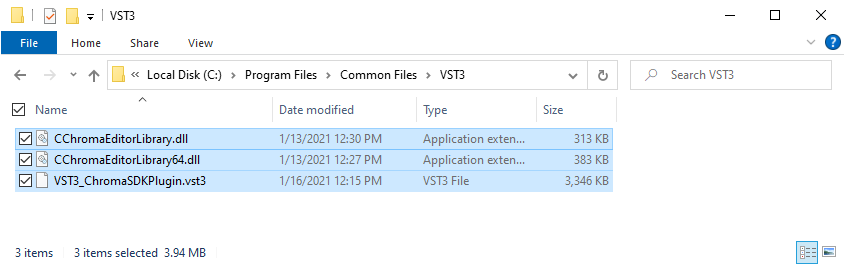 VST3
File Home Share View
Local Disk (C:) Program Files Common Files VST3 Search VST3
Name Date modified Type Size
CChromaEditorLibrary.dll 1/13/2021 12:30 PM Application exten... 313 KB
CChromaEditorLibrary64.dll 1/13/2021 12:27 PM Application exten... 383 KB
VST3_ChromaSDKPlugin.vst3 1/16/2021 12:15 PM VST3 File 3,346 KB
3 items 3 items selected 3.94 MB